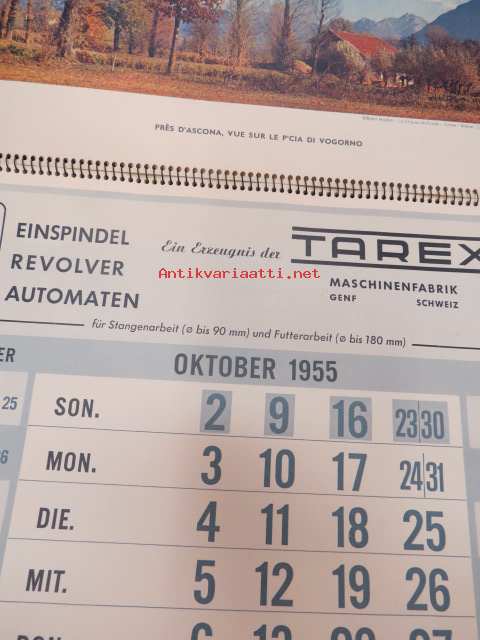 PRÈS D'ASCONA, VUE SUR LE P'CIA DI VOGORNO
EINSPINDEL
REVOLVER
AUTOMATEN
Ein Erzeugnis der TAREX
Antikvariaatti.net
MASCHINENFABRIK
GENF SCHWEIZ
für Stangenarbeit (ø bis 90 mm) und Futterarbeit (ø bis 180 mm)
ER
OKTOBER 1955
25
SON. 2 9 16 23 30
MON. 3 10 17 24 31
DIE. 4 11 18 25
MIT. 5 12 19 26